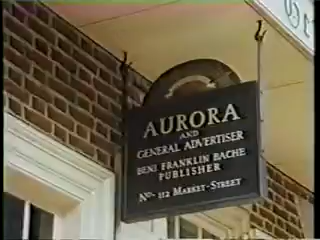 AURORA
AND
GENERAL ADVERTISER
BENJ FRANKLIN BACHE
PUBLISHER
No- 112 MARKET-STREET